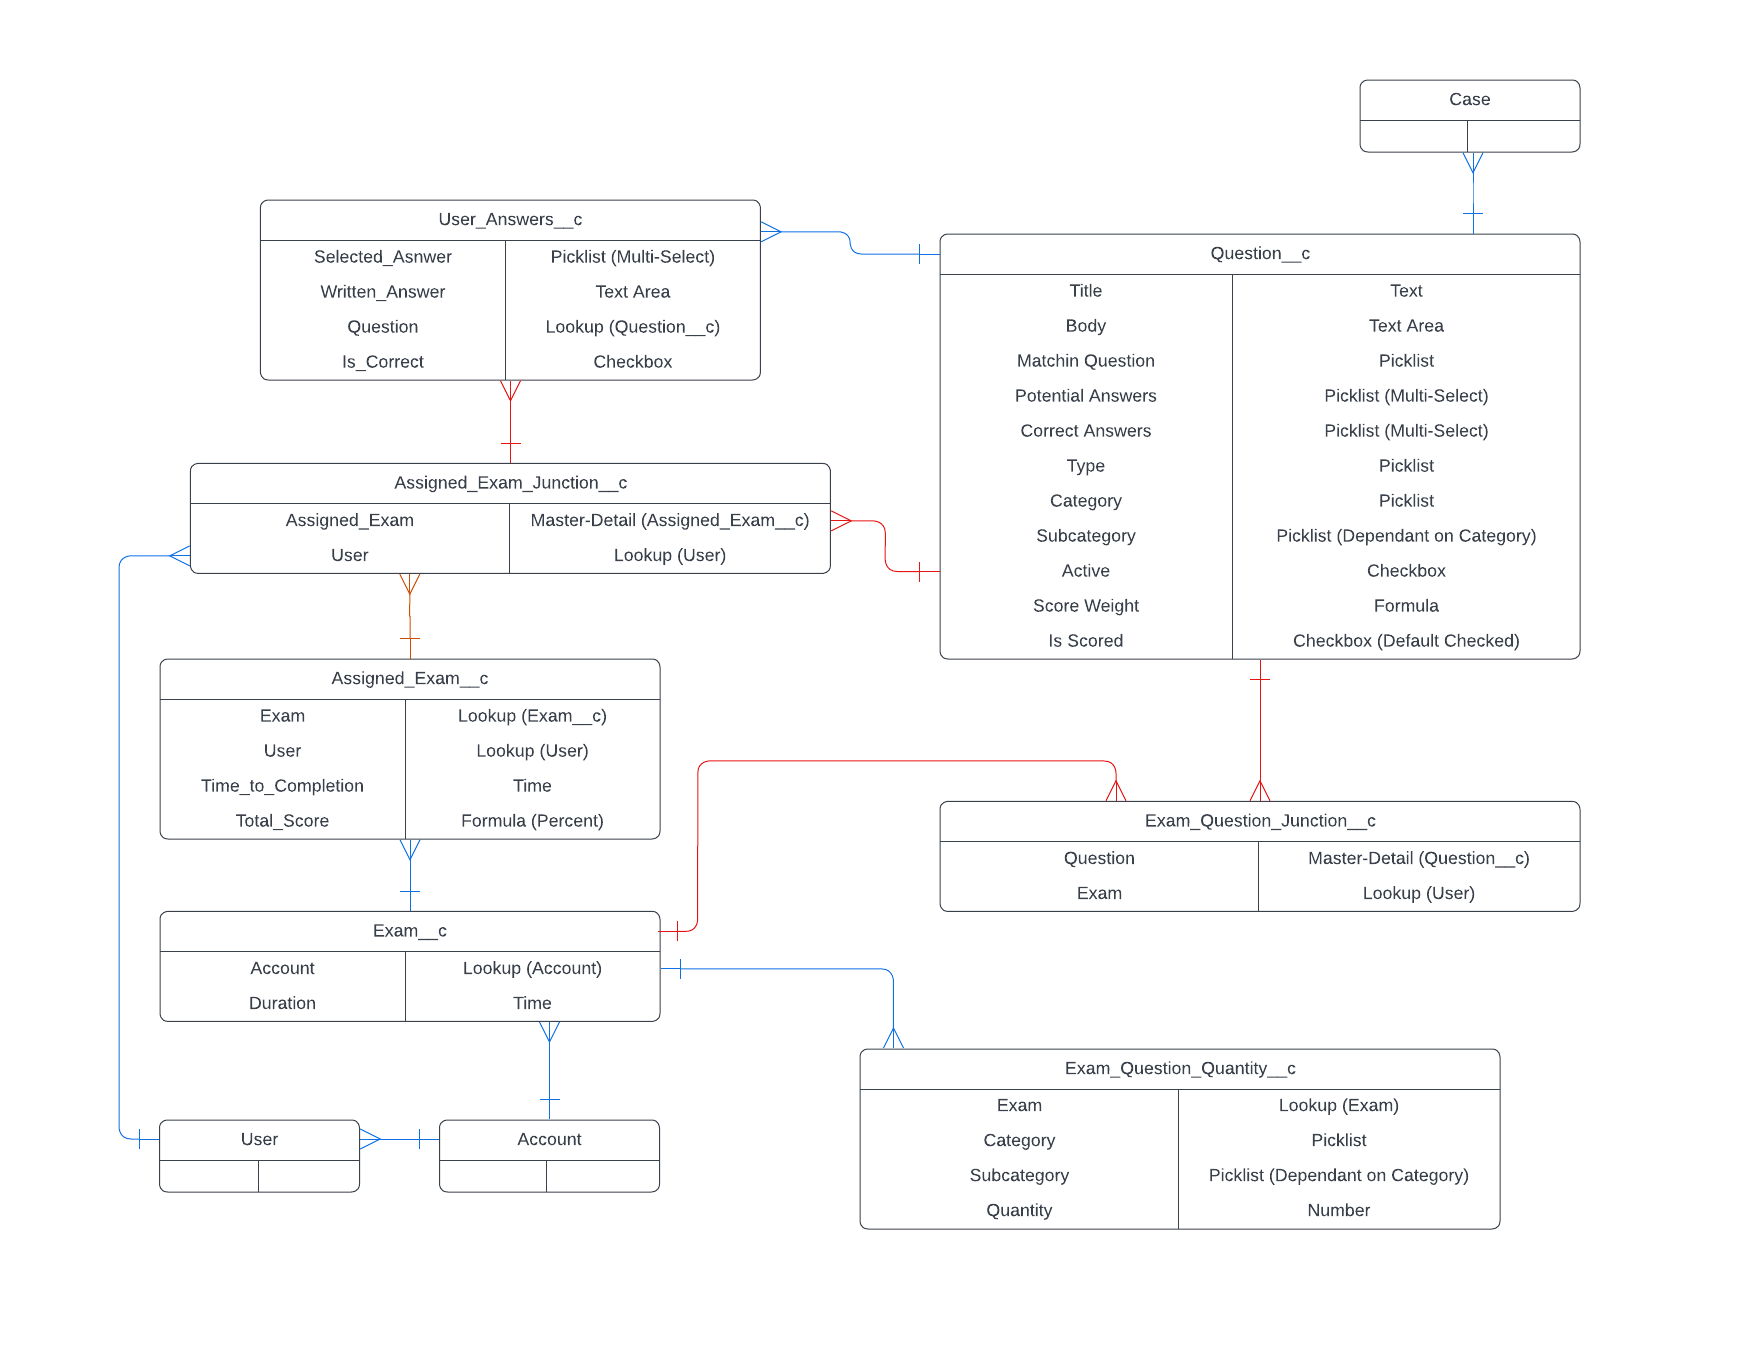 Case
User_Answers__c
Selected_Asnwer Picklist (Multi-Select)
Written_Answer Text Area
Question Lookup (Question__c)
Is_Correct Checkbox
Question__c
Title Text
Body Text Area
Matchin Question Picklist
Potential Answers Picklist (Multi-Select)
Correct Answers Picklist (Multi-Select)
Type Picklist
Category Picklist
Subcategory Picklist (Dependant on Category)
Active Checkbox
Score Weight Formula
Is Scored Checkbox (Default Checked)
Assigned_Exam_Junction__c
Assigned_Exam Master-Detail (Assigned_Exam__c)
User Lookup (User)
Assigned_Exam__c
Exam Lookup (Exam__c)
User Lookup (User)
Time_to_Completion Time
Total_Score Formula (Percent)
Exam_Question_Junction__c
Question Master-Detail (Question__c)
Exam Lookup (User)
Exam__c
Account Lookup (Account)
Duration Time
Exam_Question_Quantity__c
Exam Lookup (Exam)
Category Picklist
Subcategory Picklist (Dependant on Category)
Quantity Number
User
Account